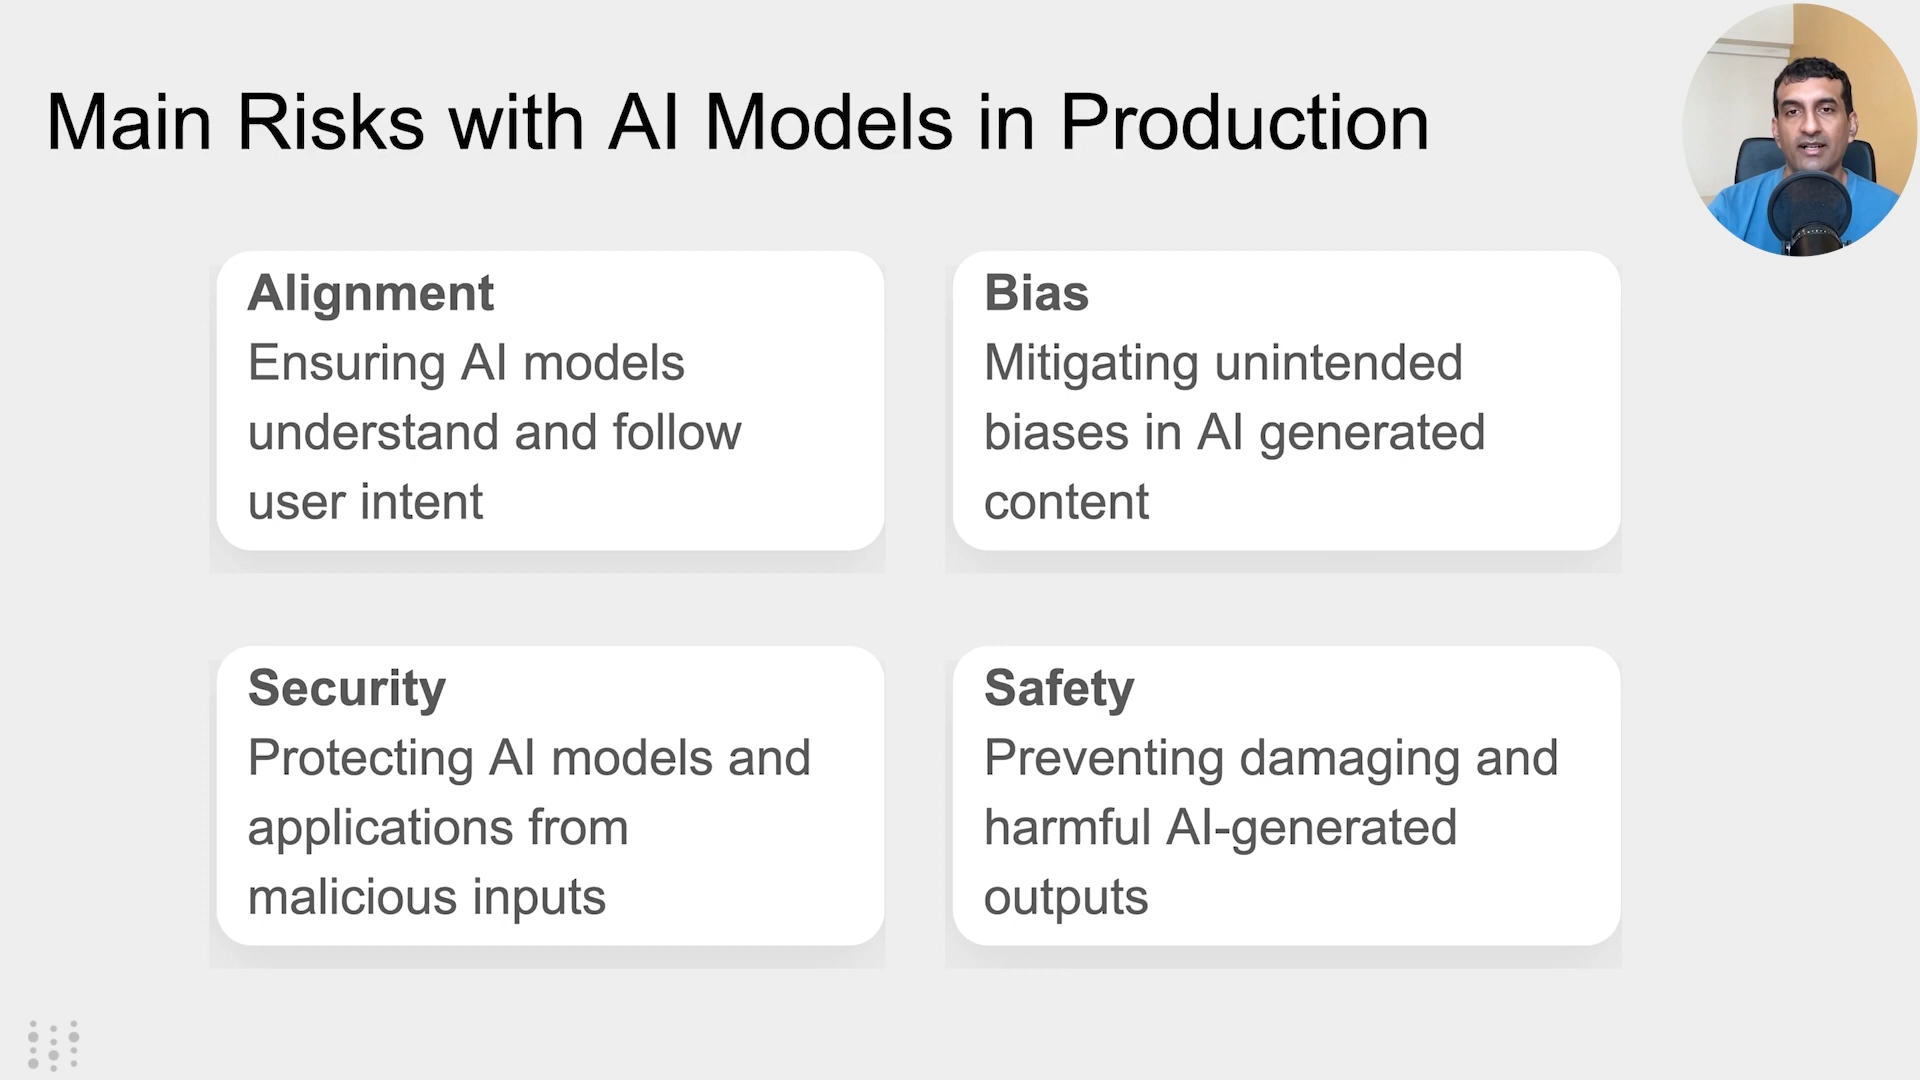 Main Risks with AI Models in Production
Alignment
Ensuring AI models
understand and follow
user intent
Bias
Mitigating unintended
biases in AI generated
content
Security
Protecting AI models and
applications from
malicious inputs
Safety
Preventing damaging and
harmful AI-generated
outputs